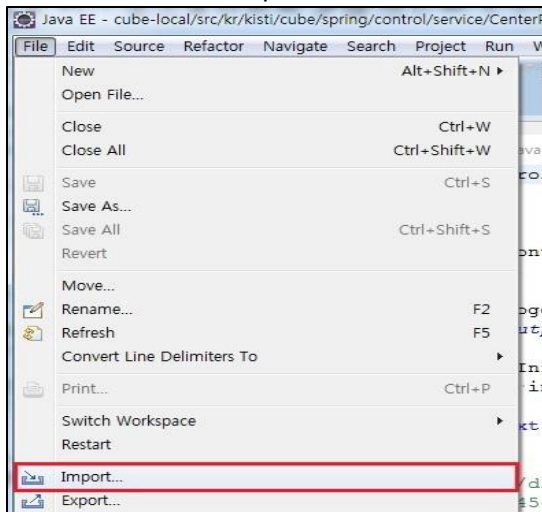 Java EE - cube-local/src/kr/kisti/cube/spring/control/service/Center
File Edit Source Refactor Navigate Search Project Run
New Alt+Shift+N
Open File...
Close Ctrl+W
Close All Ctrl+Shift+W
Save Ctrl+S
Save As...
Save All Ctrl+Shift+S
Revert
Move...
Rename... F2
Refresh F5
Convert Line Delimiters To
Print... Ctrl+P
Switch Workspace
Restart
Import...
Export...